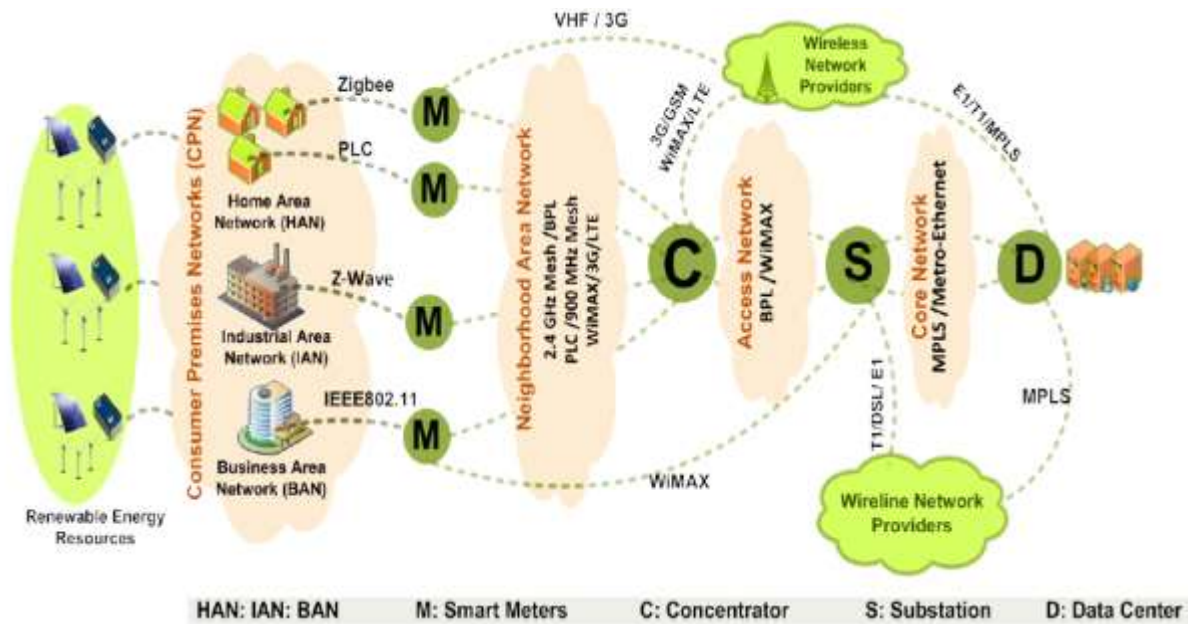 VHF / 3G
Wireless
Network
Providers
Zigbee
3G/GSM
WiMAX/LTE
E1/T1/MPLS
M
Consumer Premises Networks (CPN)
PLC
M
Home Area
Network (HAN)
Neighborhood Area Network
2.4 GHz Mesh /BPL
PLC /900 MHz Mesh
WiMAX/3G/LTE
C
Access Network
BPL /WiMAX
S
Core Network
MPLS /Metro-Ethernet
D
Z-Wave
M
Industrial Area
Network (IAN)
IEEE802.11
M
Business Area
Network (BAN)
T1/DSL/ E1
MPLS
WiMAX
Wireline Network
Providers
Renewable Energy
Resources
HAN: IAN: BAN M: Smart Meters C: Concentrator S: Substation D: Data Center